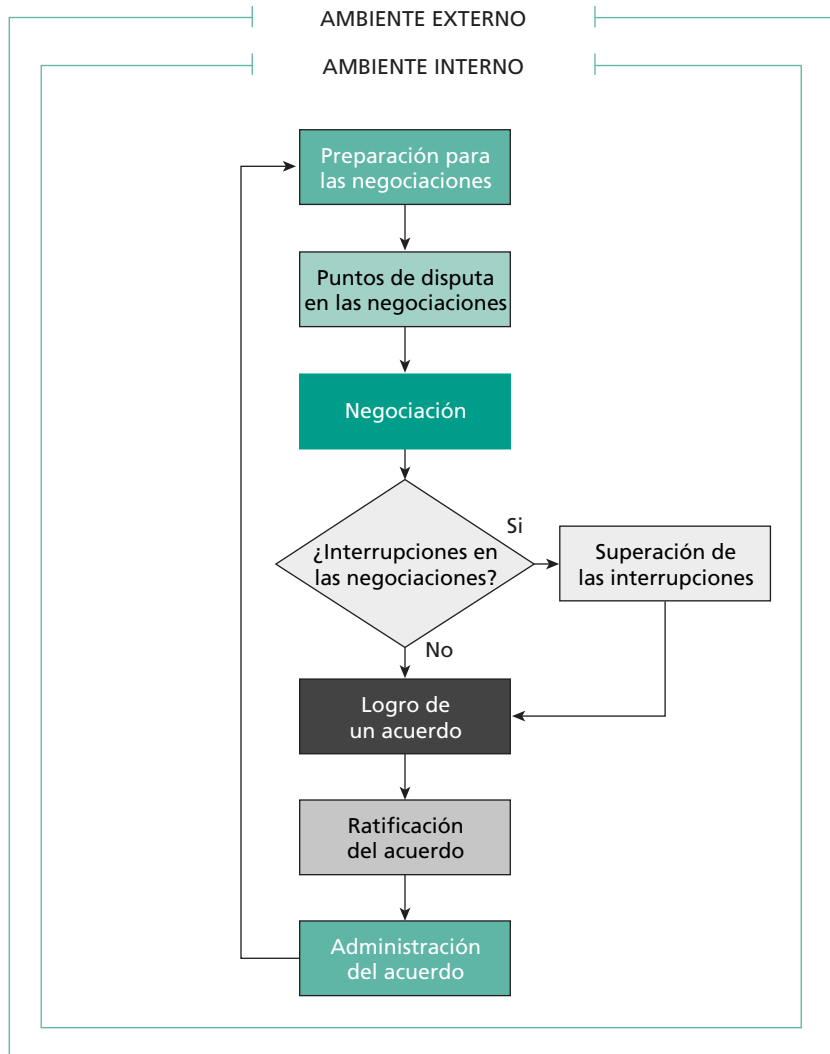 AMBIENTE EXTERNO
AMBIENTE INTERNO
Preparación para
las negociaciones
Puntos de disputa
en las negociaciones
Negociación
¿Interrupciones en
las negociaciones?
Si
Superación de
las interrupciones
No
Logro de
un acuerdo
Ratificación
del acuerdo
Administración
del acuerdo